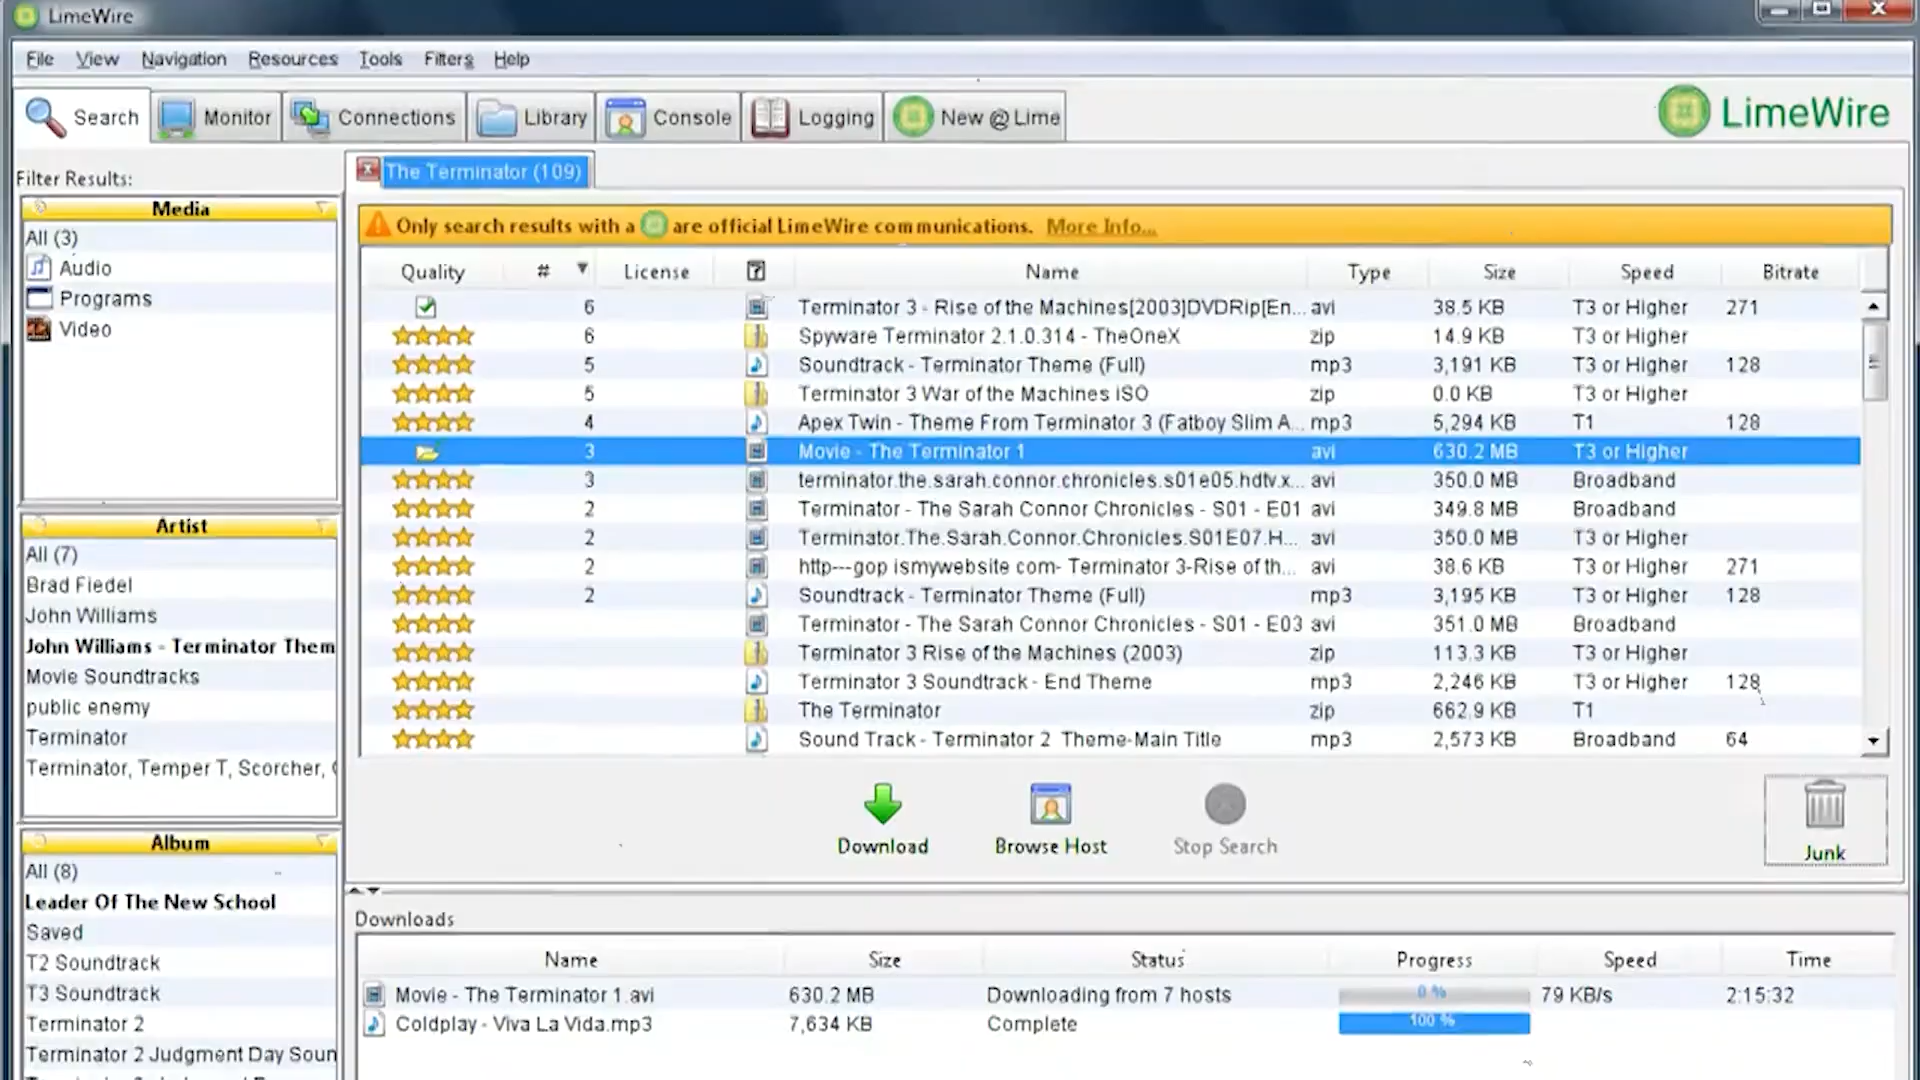 LimeWire
File View Navigation Resources Tools Filters Help
Search Monitor Connections Library Console Logging New @ Lime
LimeWire
Filter Results:
Media
All (3)
Audio
Programs
Video
Artist
All (7)
Brad Fiedel
John Williams
John Williams - Terminator Them
Movie Soundtracks
public enemy
Terminator
Terminator, Temper T, Scorcher,
Album
All (8)
Leader Of The New School
Saved
T2 Soundtrack
T3 Soundtrack
Terminator 2
Terminator 2 Judgment Day Soun
The Terminator (109)
Only search results with a are official LimeWire communications. More Info...
Quality # License ? Name Type Size Speed Bitrate
6 Terminator 3 - Rise of the Machines[2003]DVDRip[En... avi 38.5 KB T3 or Higher 271
6 Spyware Terminator 2.1.0.314 - TheOneX zip 14.9 KB T3 or Higher
5 Soundtrack - Terminator Theme (Full) mp3 3,191 KB T3 or Higher 128
5 Terminator 3 War of the Machines ISO zip 0.0 KB T3 or Higher
4 Apex Twin - Theme From Terminator 3 (Fatboy Slim A... mp3 5,294 KB T1 128
3 Movie - The Terminator 1 avi 630.2 MB T3 or Higher
3 terminator.the.sarah.connor.chronicles.s01e05.hdtv.x... avi 350.0 MB Broadband
2 Terminator - The Sarah Connor Chronicles - S01 - E01 avi 349.8 MB Broadband
2 Terminator.The.Sarah.Connor.Chronicles.S01E07.H... avi 350.0 MB T3 or Higher
2 http---gop ismywebsite com- Terminator 3-Rise of th... avi 38.6 KB T3 or Higher 271
2 Soundtrack - Terminator Theme (Full) mp3 3,195 KB T3 or Higher 128
Terminator - The Sarah Connor Chronicles - S01 - E03 avi 351.0 MB Broadband
Terminator 3 Rise of the Machines (2003) zip 113.3 KB T3 or Higher
Terminator 3 Soundtrack - End Theme mp3 2,246 KB T3 or Higher 128
The Terminator zip 662.9 KB T1
Sound Track - Terminator 2 Theme-Main Title mp3 2,573 KB Broadband 64
Download Browse Host Stop Search Junk
Downloads
Name Size Status Progress Speed Time
Movie - The Terminator 1.avi 630.2 MB Downloading from 7 hosts 0 % 79 KB/s 2:15:32
Coldplay - Viva La Vida.mp3 7,634 KB Complete 100 %